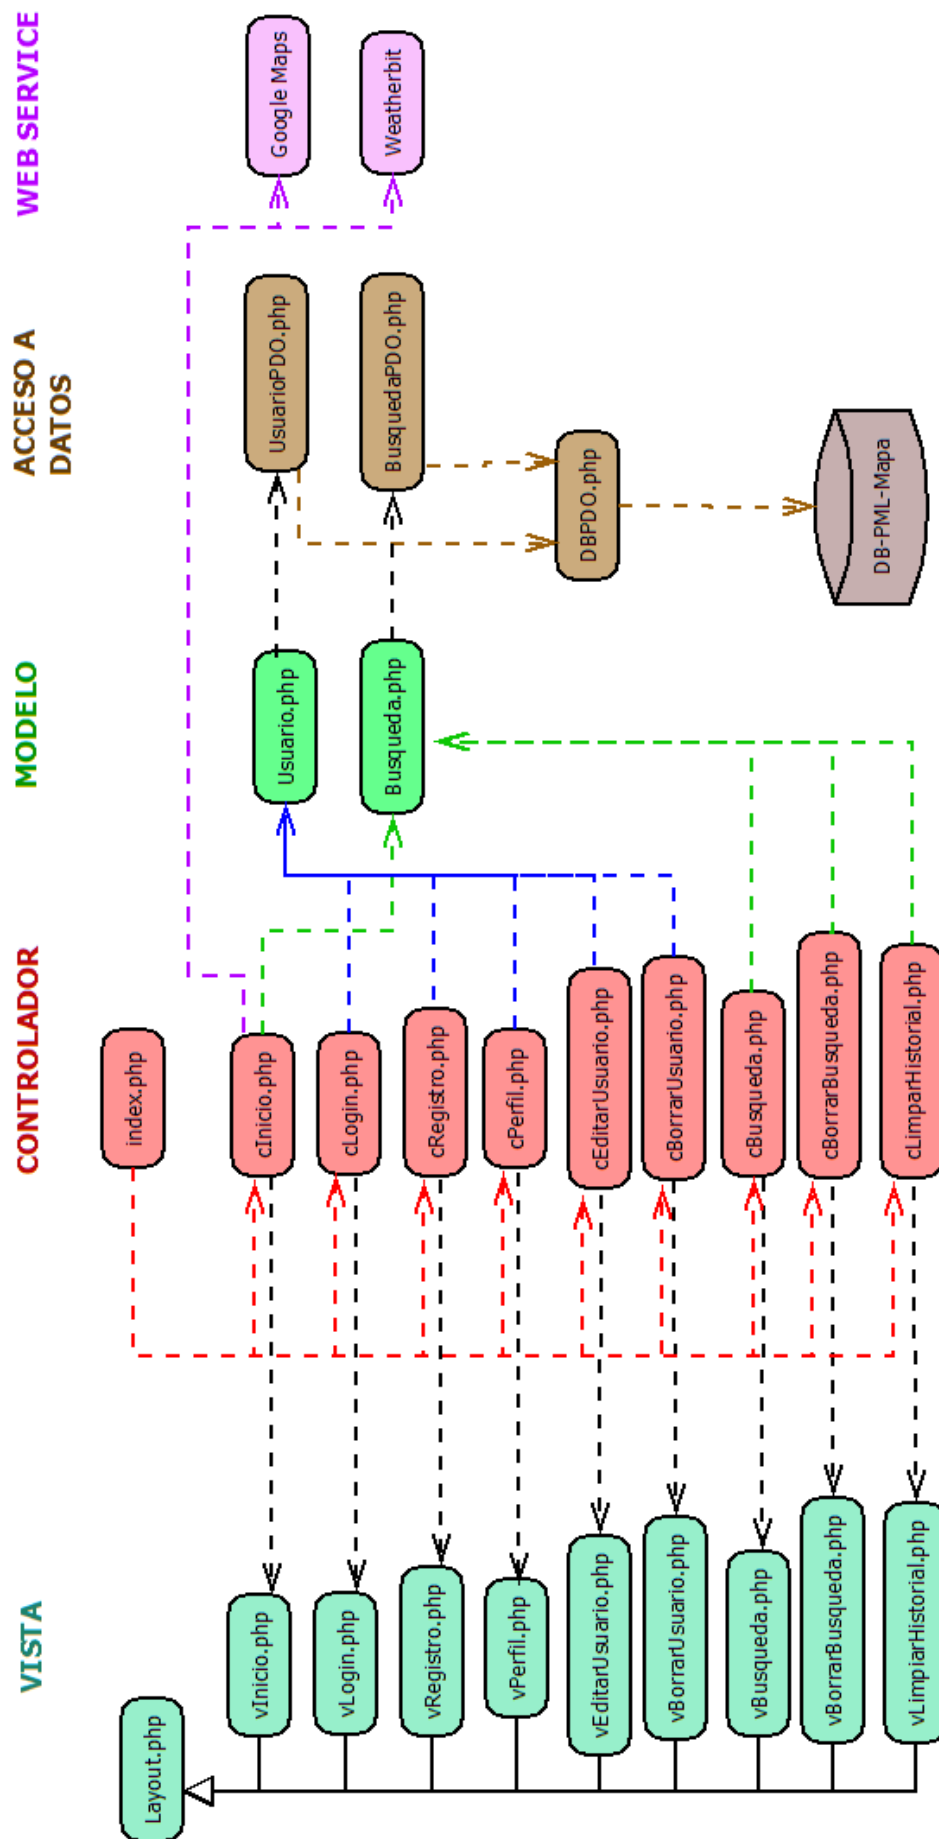 VISTA
CONTROLADOR
MODELO
ACCESO A
DATOS
WEB SERVICE
Layout.php
index.php
vInicio.php
cInicio.php
Usuario.php
UsuarioPDO.php
Google Maps
vLogin.php
cLogin.php
Busqueda.php
BusquedaPDO.php
Weatherbit
vRegistro.php
cRegistro.php
vPerfil.php
cPerfil.php
vEditarUsuario.php
cEditarUsuario.php
DBPDO.php
vBorrarUsuario.php
cBorrarUsuario.php
vBusqueda.php
cBusqueda.php
vBorrarBusqueda.php
cBorrarBusqueda.php
DB-PML-Mapa
vLimpiarHistorial.php
cLimparHistorial.php